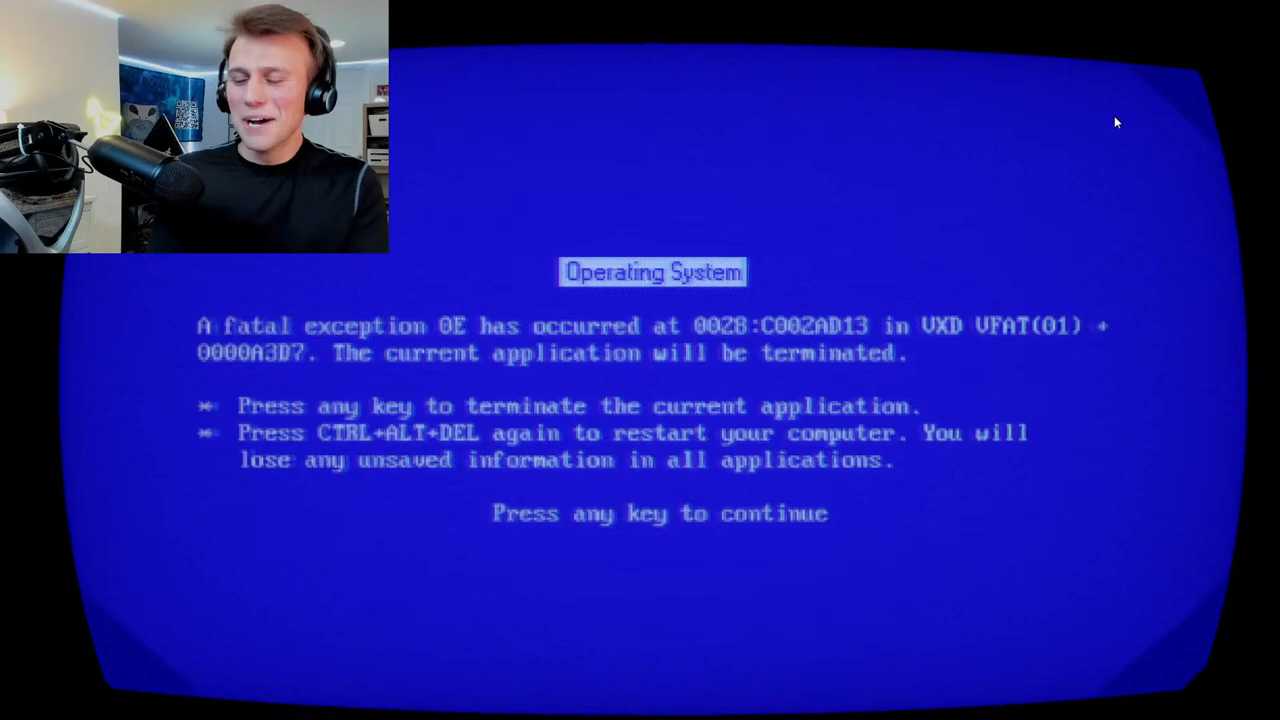 Operating System
A fatal exception 0E has occurred at 0028:C002AD13 in VXD VFAT(01) +
0000A3D7. The current application will be terminated.
* Press any key to terminate the current application.
* Press CTRL+ALT+DEL again to restart your computer. You will
lose any unsaved information in all applications.
Press any key to continue